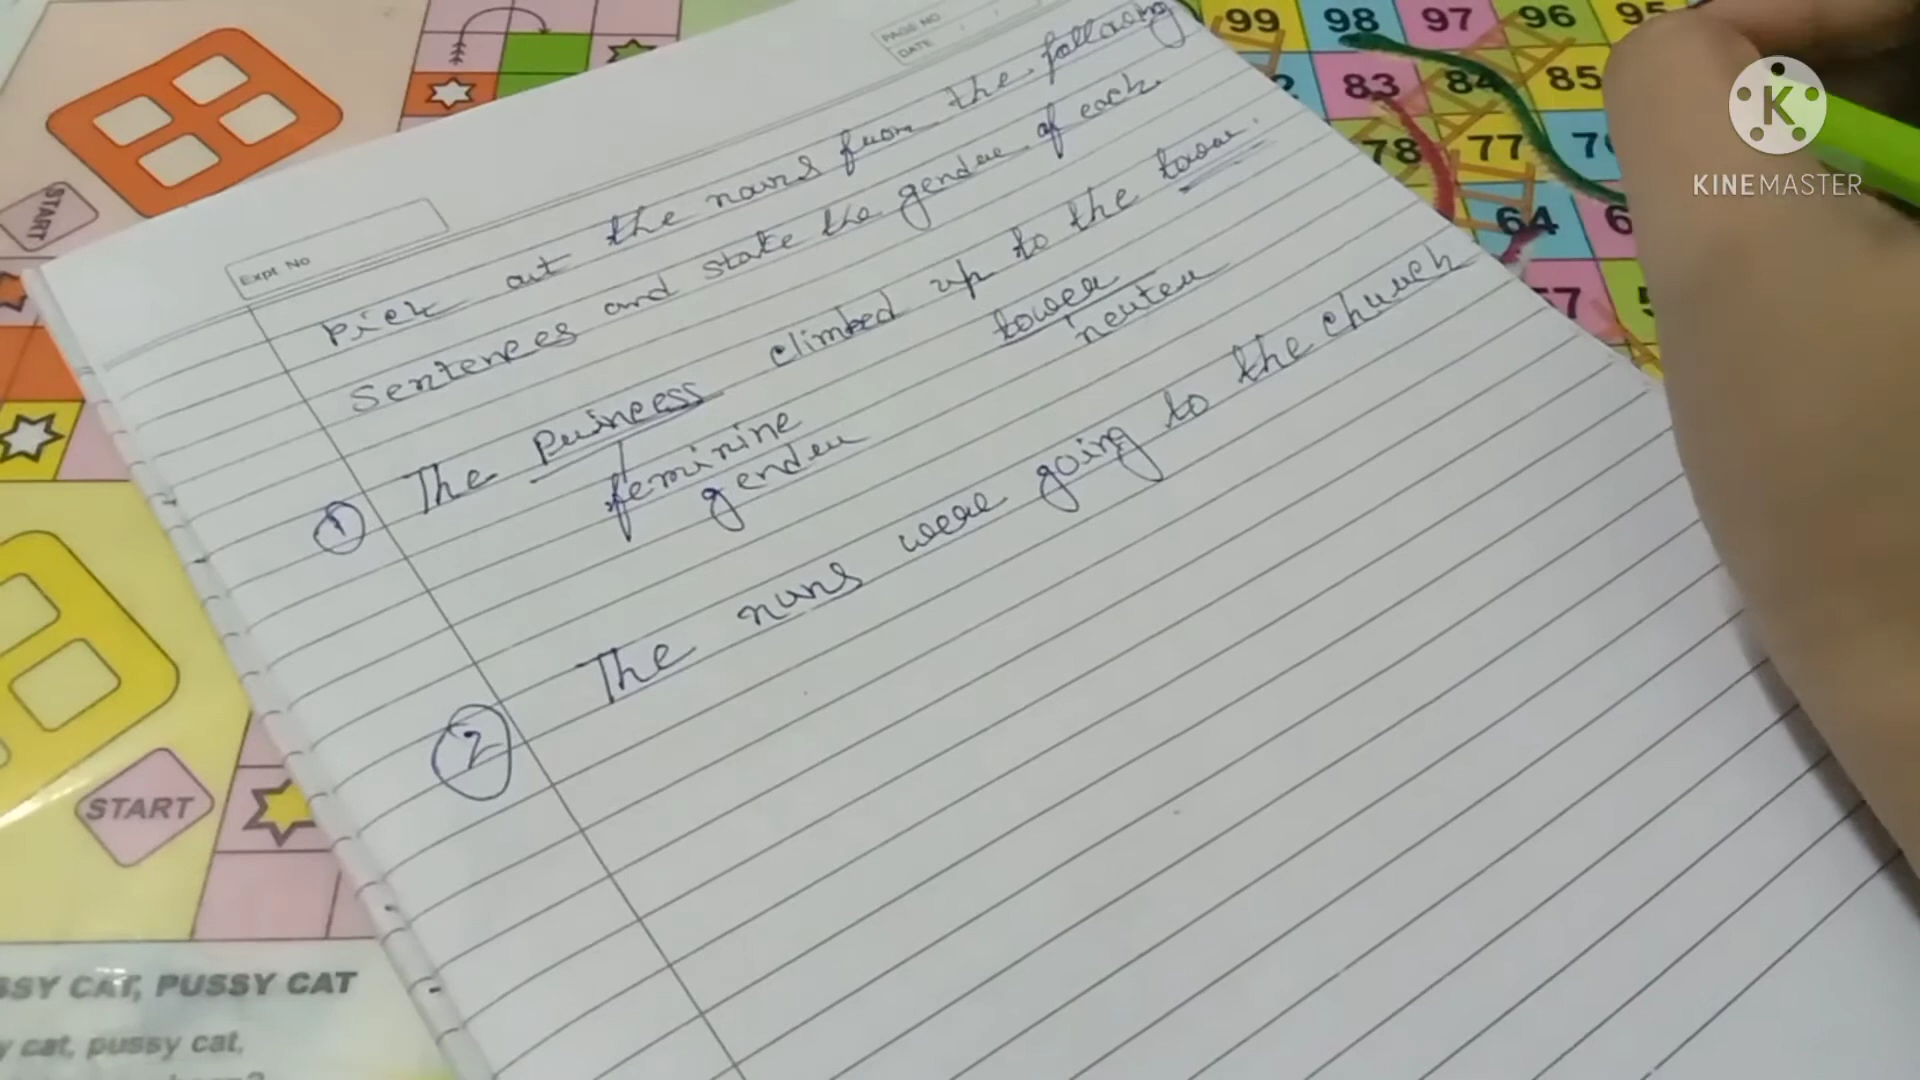 PAGE NO
DATE
Expt. No
Pick out the nouns from the following
Sentences and state the gender of each.
① The Princess climbed up to the tower.
feminine gender
tower neuter
② The nuns were going to the church
99 98 97 96 95
83 84 85
78 77
64
START
START
PUSSY CAT
cat, pussy cat,
KINEMASTER